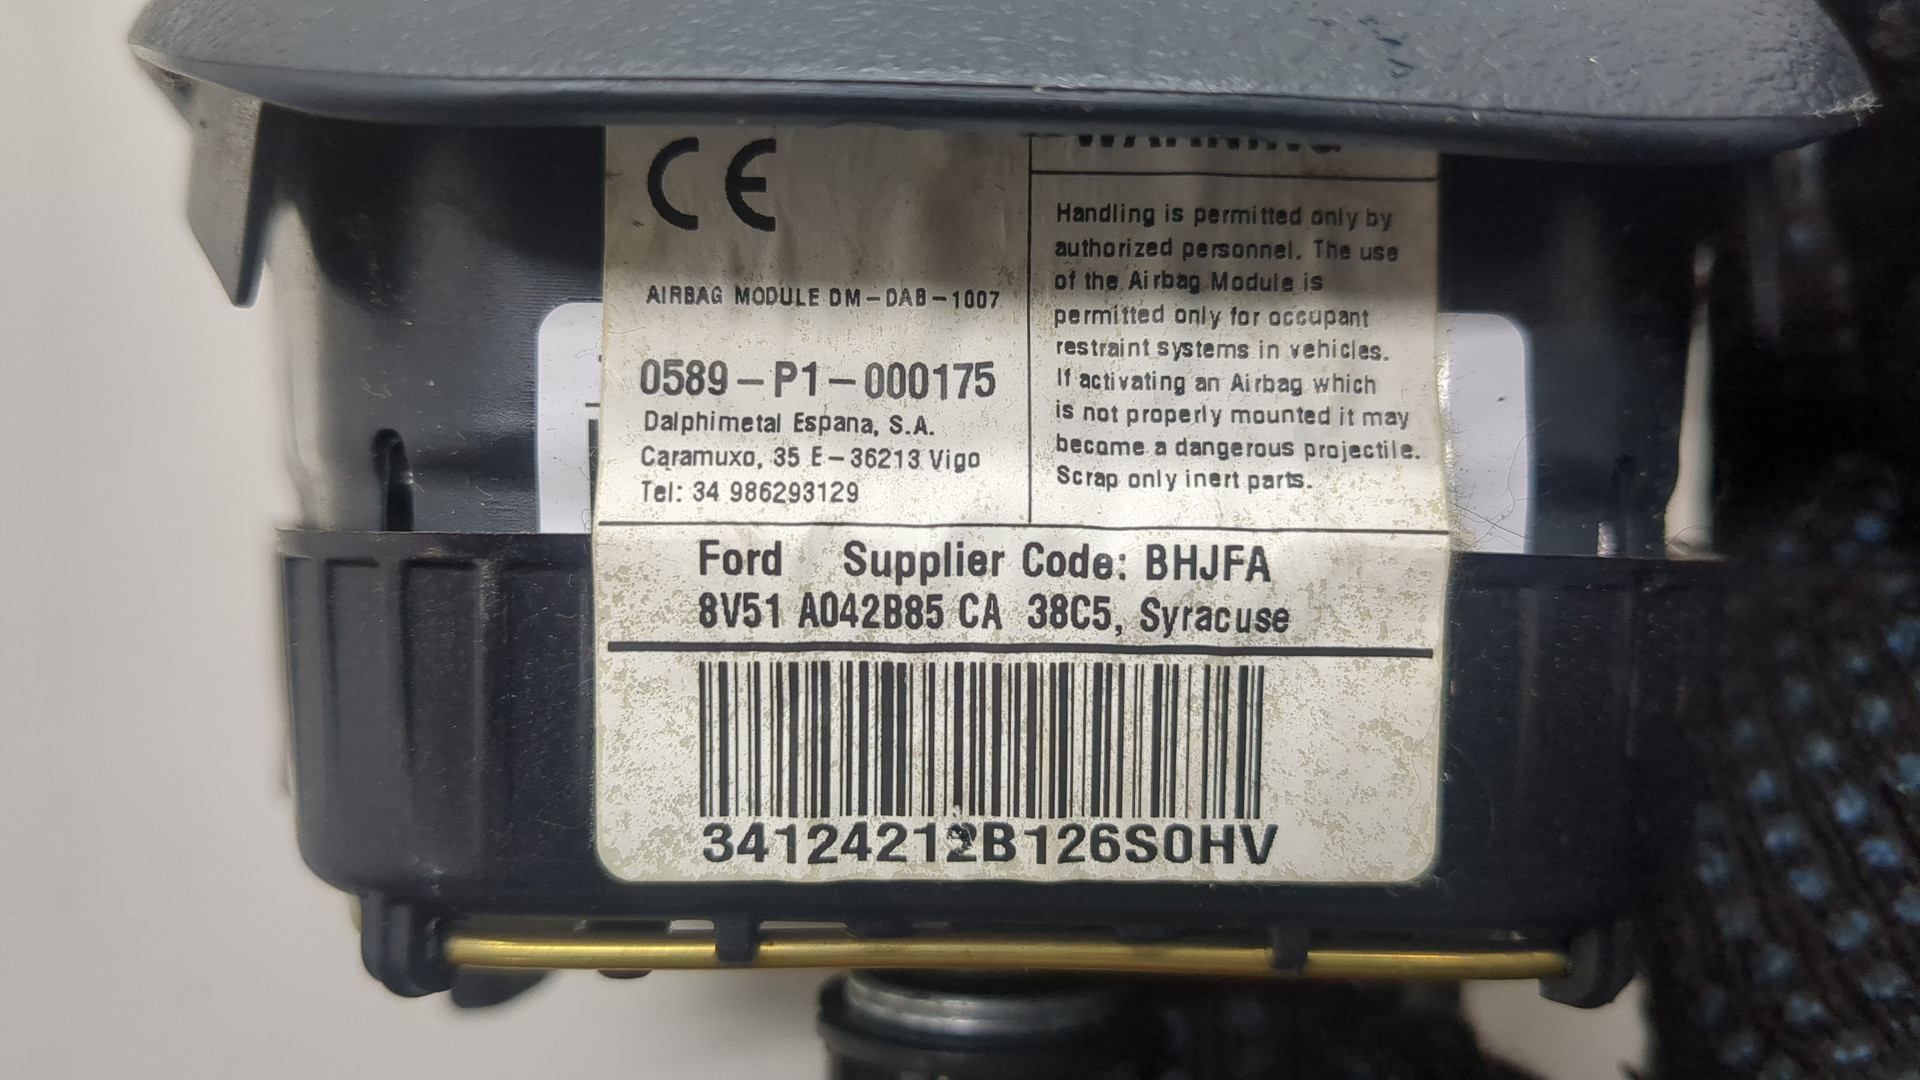 CE
AIRBAG MODULE DM-DAB-1007
0589-P1-000175
Dalphimetal Espana, S.A.
Caramuxo, 35 E-36213 Vigo
Tel: 34 986293129
WARNING
Handling is permitted only by
authorized personnel. The use
of the Airbag Module is
permitted only for occupant
restraint systems in vehicles.
If activating an Airbag which
is not properly mounted it may
become a dangerous projectile.
Scrap only inert parts.
Ford Supplier Code: BHJFA
8V51 A042B85 CA 38C5, Syracuse
34124212B126S0HV